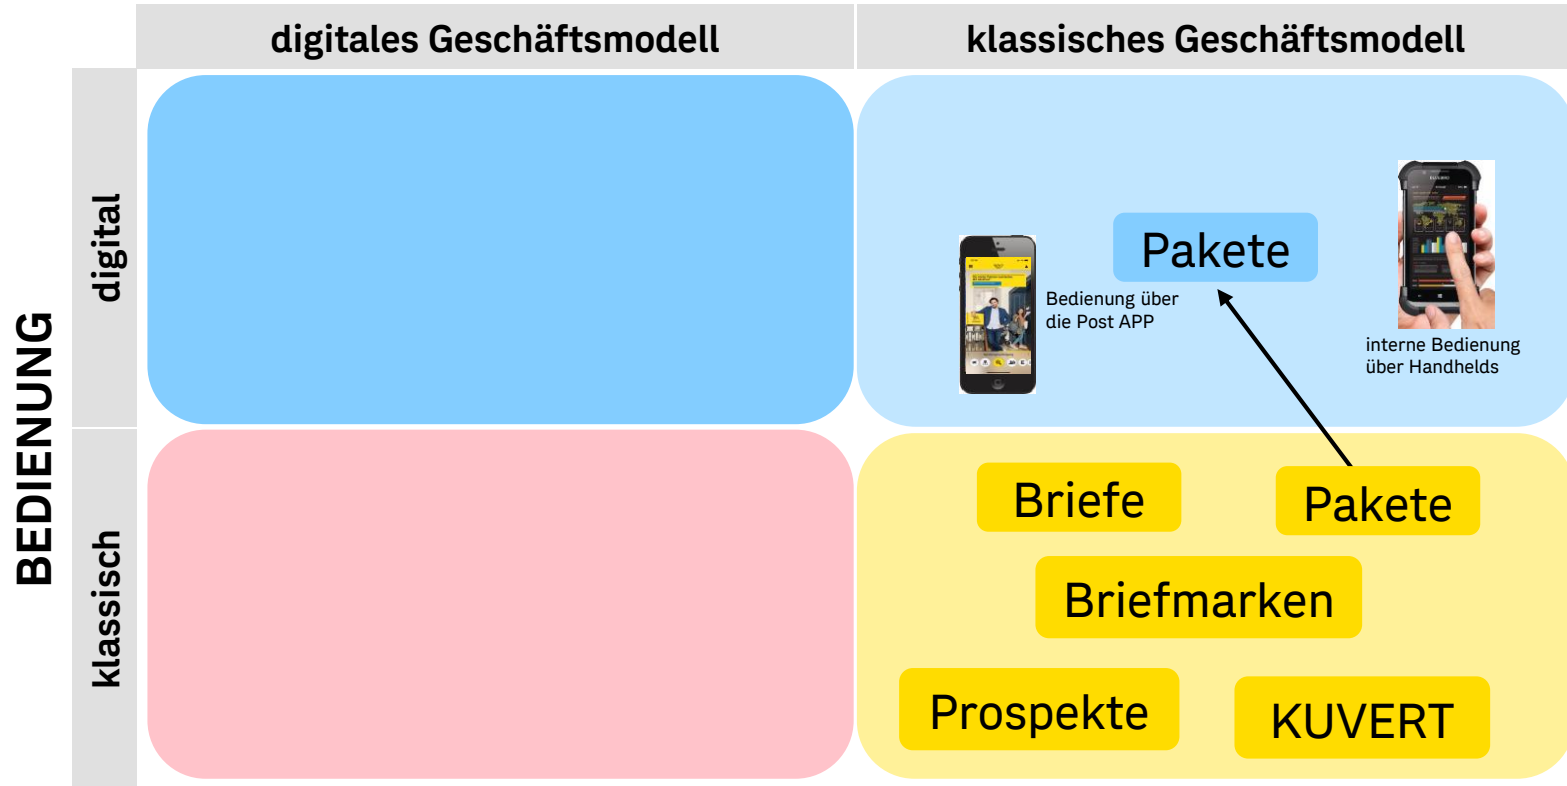 digitales Geschäftsmodell
klassisches Geschäftsmodell
BEDIENUNG
digital
Pakete
Bedienung über
die Post APP
interne Bedienung
über Handhelds
klassisch
Briefe
Pakete
Briefmarken
Prospekte
KUVERT